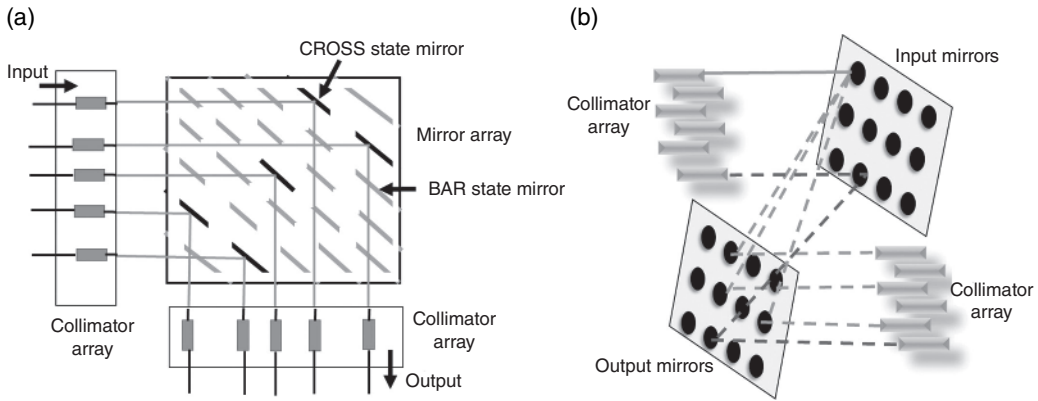 (a)
CROSS state mirror
Input
Mirror array
BAR state mirror
Collimator
array
Collimator
array
Output
(b)
Input mirrors
Collimator
array
Collimator
array
Output mirrors